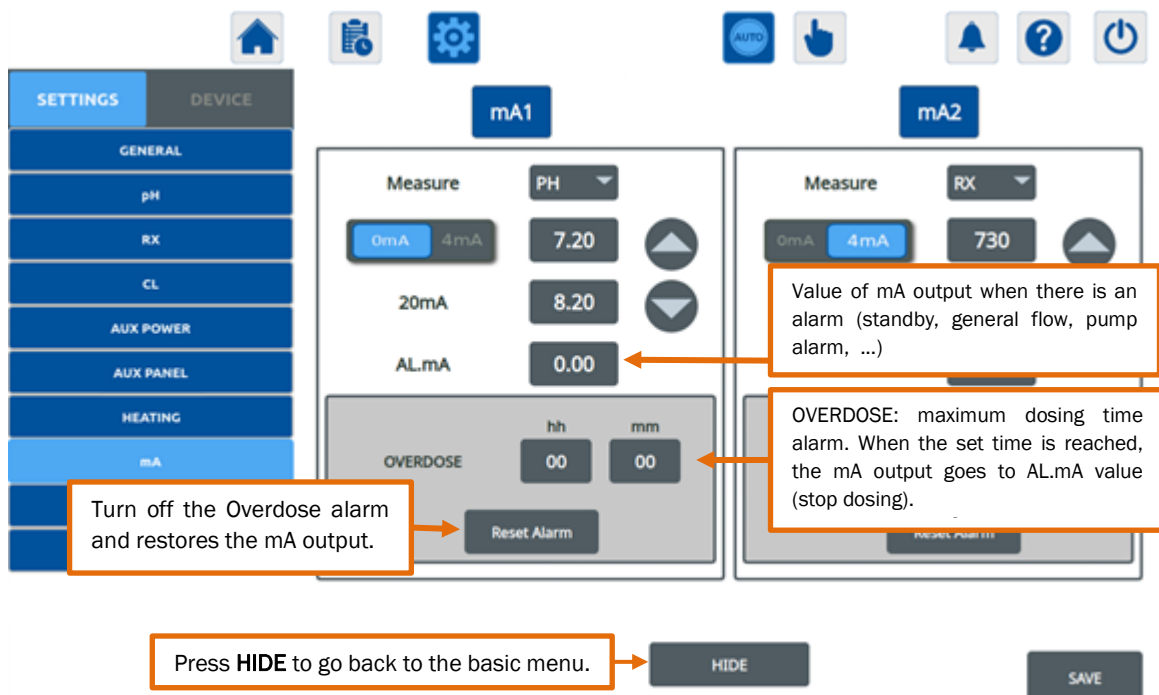 AUTO
?
SETTINGS DEVICE
GENERAL
pH
RX
CL
AUX POWER
AUX PANEL
HEATING
mA
mA1
Measure PH
0mA 4mA 7.20
20mA 8.20
AL.mA 0.00
hh mm
OVERDOSE 00 00
Reset Alarm
mA2
Measure RX
0mA 4mA 730
Reset Alarm
Value of mA output when there is an
alarm (standby, general flow, pump
alarm, ...)
OVERDOSE: maximum dosing time
alarm. When the set time is reached,
the mA output goes to AL.mA value
(stop dosing).
Turn off the Overdose alarm
and restores the mA output.
Press HIDE to go back to the basic menu.
HIDE
SAVE